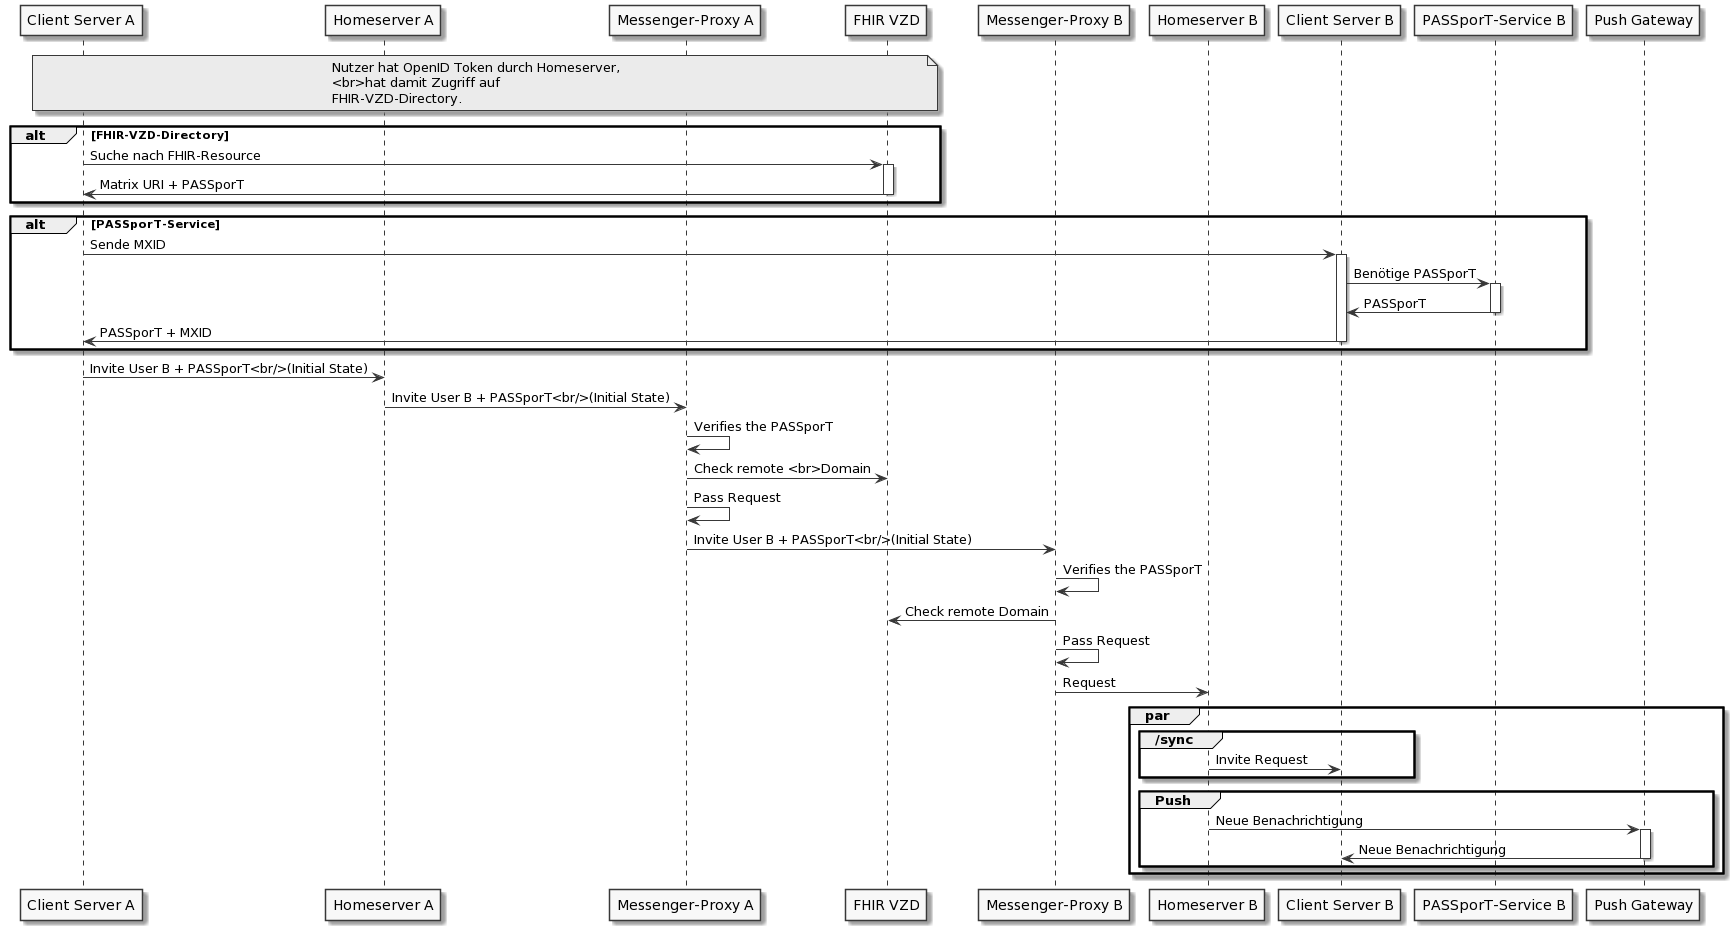 Client Server A
Homeserver A
Messenger-Proxy A
FHIR VZD
Messenger-Proxy B
Homeserver B
Client Server B
PASSporT-Service B
Push Gateway
Nutzer hat OpenID Token durch Homeserver,
<br>hat damit Zugriff auf
FHIR-VZD-Directory.
alt [FHIR-VZD-Directory]
Suche nach FHIR-Resource
Matrix URI + PASSporT
alt [PASSporT-Service]
Sende MXID
Benötige PASSporT
PASSporT
PASSporT + MXID
Invite User B + PASSporT<br/>(Initial State)
Invite User B + PASSporT<br/>(Initial State)
Verifies the PASSporT
Check remote <br>Domain
Pass Request
Invite User B + PASSporT<br/>(Initial State)
Verifies the PASSporT
Check remote Domain
Pass Request
Request
par
/sync
Invite Request
Push
Neue Benachrichtigung
Neue Benachrichtigung
Client Server A
Homeserver A
Messenger-Proxy A
FHIR VZD
Messenger-Proxy B
Homeserver B
Client Server B
PASSporT-Service B
Push Gateway